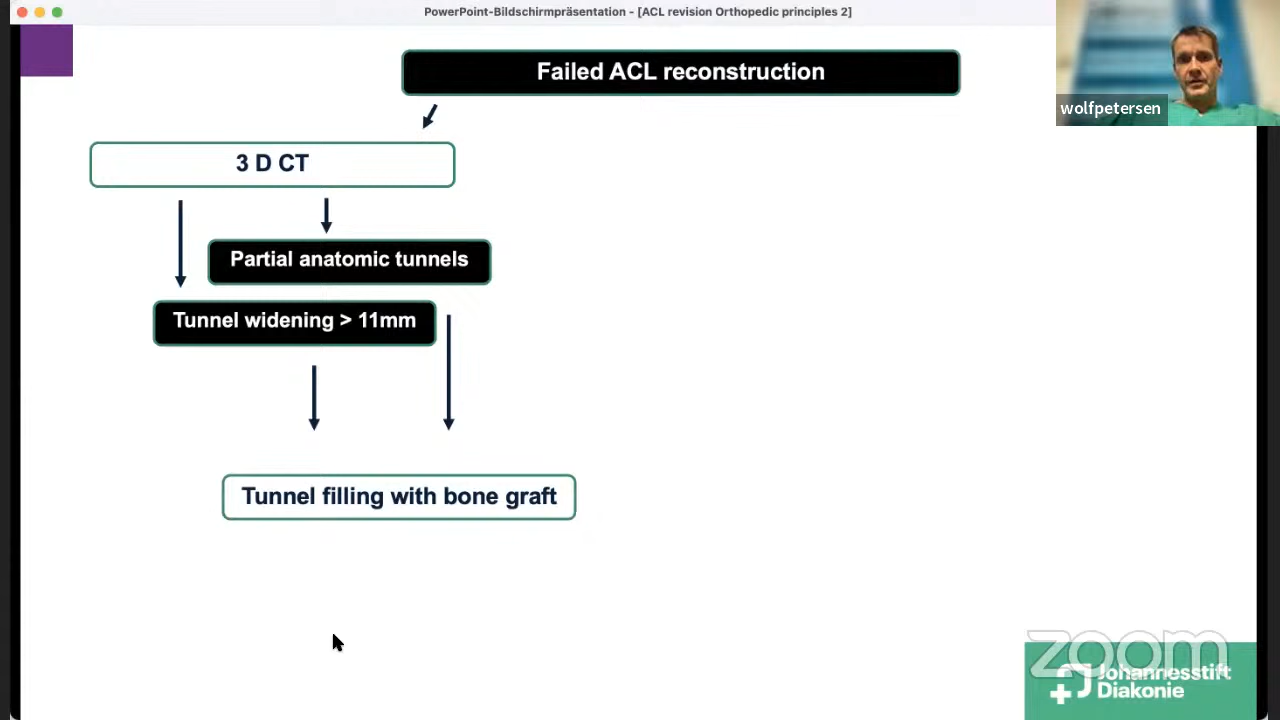 PowerPoint-Bildschirmpräsentation - [ACL revision Orthopedic principles 2]
Failed ACL reconstruction
wolfpetersen
3 D CT
Partial anatomic tunnels
Tunnel widening > 11mm
Tunnel filling with bone graft
zoom
Johannesstift
Diakonie